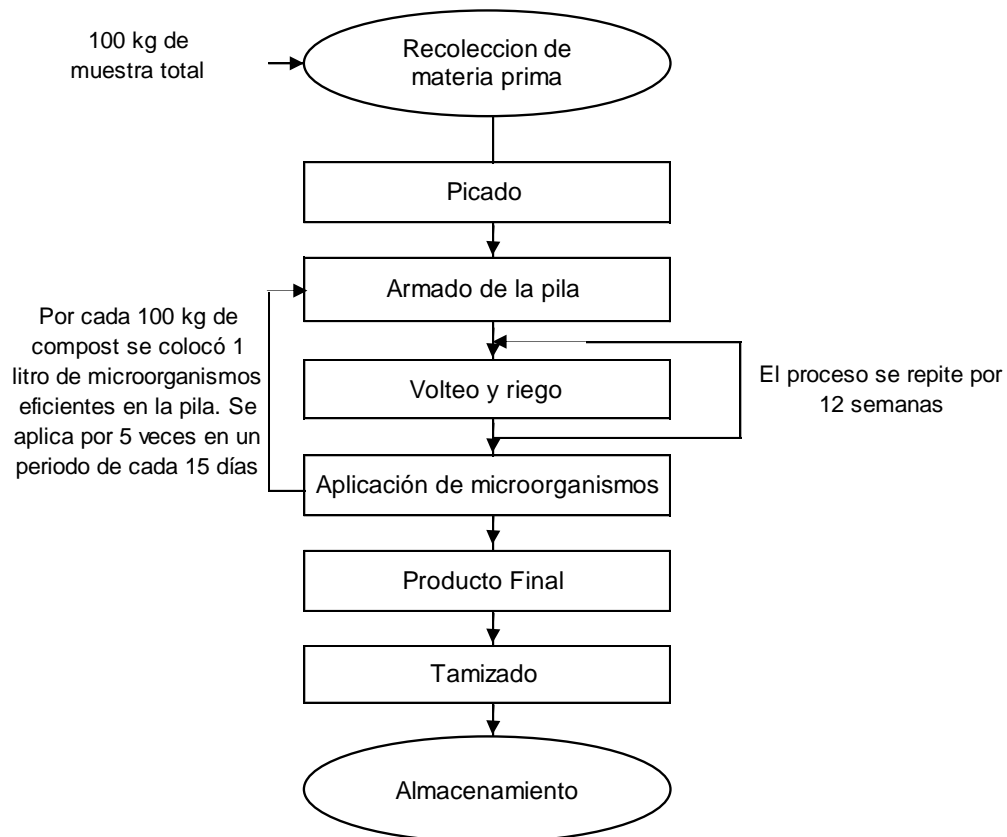 100 kg de
muestra total
Recoleccion de
materia prima
Picado
Armado de la pila
Por cada 100 kg de
compost se colocó 1
litro de microorganismos
eficientes en la pila. Se
aplica por 5 veces en un
periodo de cada 15 días
Volteo y riego
El proceso se repite por
12 semanas
Aplicación de microorganismos
Producto Final
Tamizado
Almacenamiento